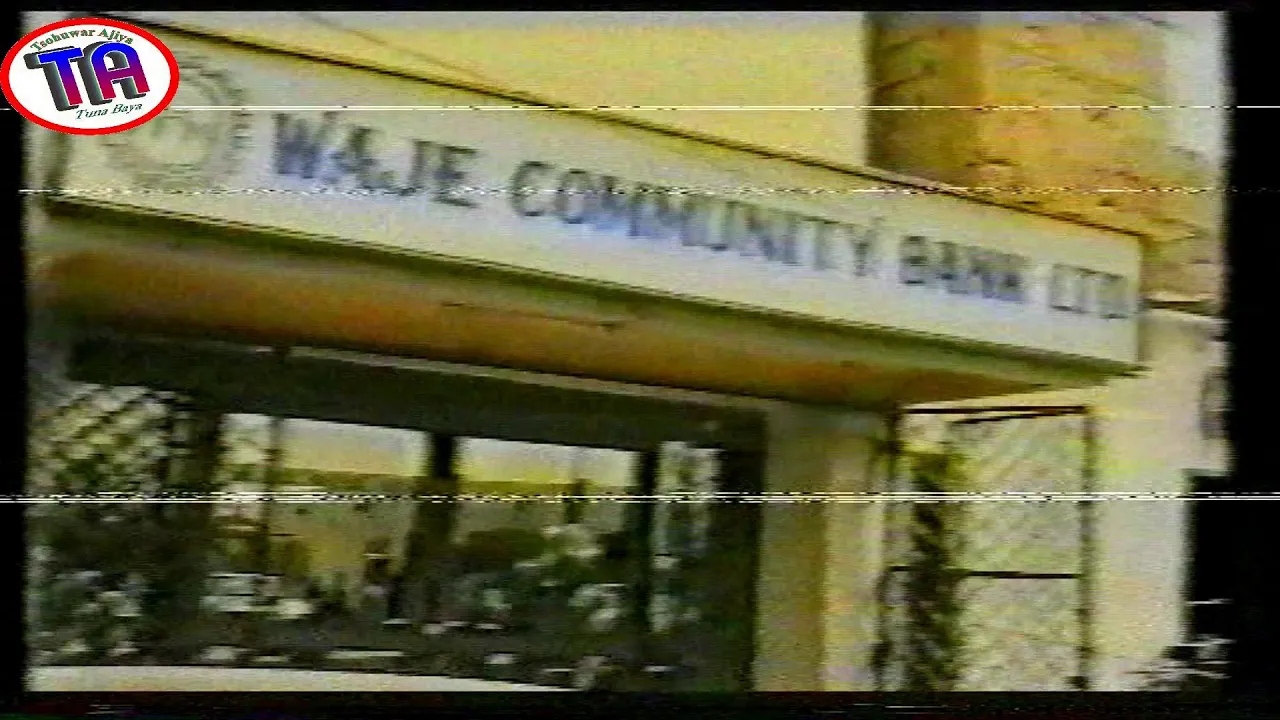 Tsohuwar Ajiya
TA
Tuna Baya
WAJE COMMUNITY BANK LTD